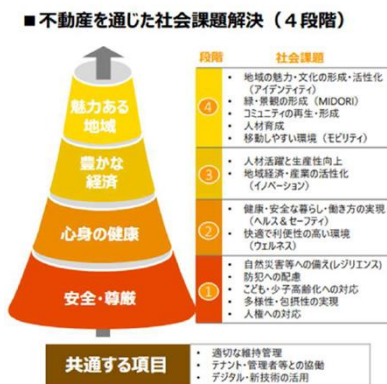 ■不動産を通じた社会課題解決（４段階）
段階
社会課題
魅力ある
地域
④
• 地域の魅力・文化の形成・活性化
（アイデンティティ）
• 緑・景観の形成（MIDORI）
• コミュニティの再生・形成
• 人材育成
• 移動しやすい環境（モビリティ）
豊かな
経済
③
• 人材活躍と生産性向上
• 地域経済・産業の活性化
（イノベーション）
心身の健康
②
• 健康・安全な暮らし・働き方の実現
（ヘルス＆セーフティ）
• 快適で利便性の高い環境
（ウェルネス）
安全・尊厳
①
• 自然災害等への備え(レジリエンス)
• 防犯への配慮
• こども・少子高齢化への対応
• 多様性・包摂性の実現
• 人権への対応
共通する項目
• 適切な維持管理
• テナント・管理者等との協働
• デジタル・新技術の活用